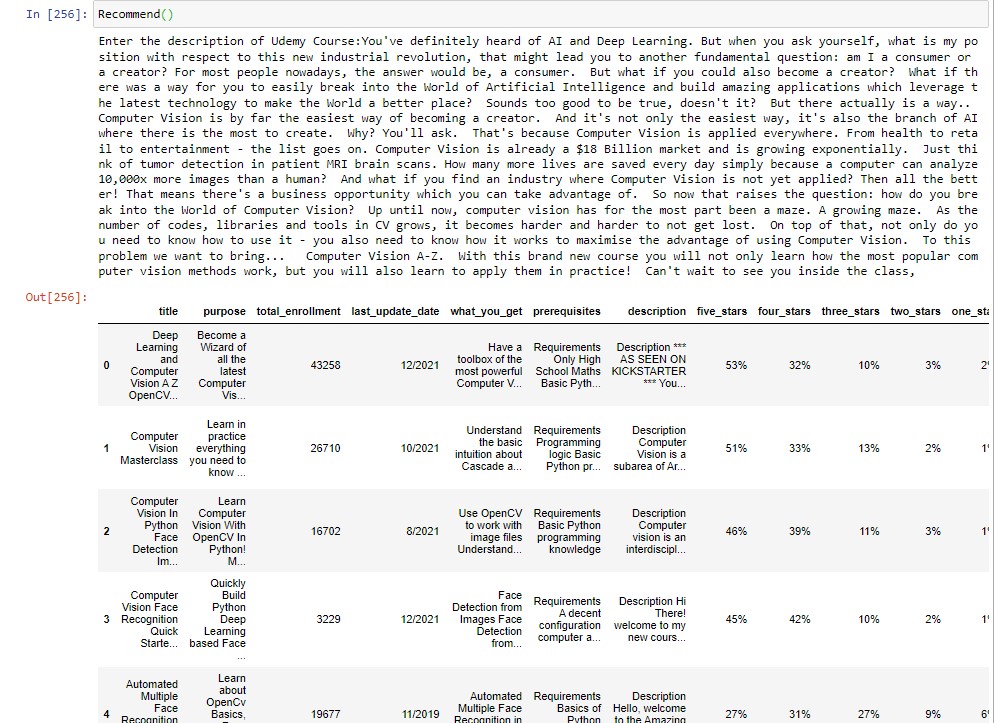 In [256]: Recommend()
Enter the description of Udemy Course:You've definitely heard of AI and Deep Learning. But when you ask yourself, what is my po
sition with respect to this new industrial revolution, that might lead you to another fundamental question: am I a consumer or
a creator? For most people nowadays, the answer would be, a consumer.  But what if you could also become a creator?  What if th
ere was a way for you to easily break into the World of Artificial Intelligence and build amazing applications which leverage t
he latest technology to make the World a better place?  Sounds too good to be true, doesn't it?  But there actually is a way..
Computer Vision is by far the easiest way of becoming a creator.  And it's not only the easiest way, it's also the branch of AI
where there is the most to create.  Why? You'll ask.  That's because Computer Vision is applied everywhere. From health to reta
il to entertainment - the list goes on. Computer Vision is already a $18 Billion market and is growing exponentially.  Just thi
nk of tumor detection in patient MRI brain scans. How many more lives are saved every day simply because a computer can analyze
10,000x more images than a human?  And what if you find an industry where Computer Vision is not yet applied? Then all the bett
er! That means there's a business opportunity which you can take advantage of.  So now that raises the question: how do you bre
ak into the World of Computer Vision?  Up until now, computer vision has for the most part been a maze. A growing maze.  As the
number of codes, libraries and tools in CV grows, it becomes harder and harder to not get lost.  On top of that, not only do yo
u need to know how to use it - you also need to know how it works to maximise the advantage of using Computer Vision.  To this
problem we want to bring...   Computer Vision A-Z.  With this brand new course you will not only learn how the most popular com
puter vision methods work, but you will also learn to apply them in practice!  Can't wait to see you inside the class,
Out[256]:
title purpose total_enrollment last_update_date what_you_get prerequisites description five_stars four_stars three_stars two_stars one_sta
0
Deep
Learning
and
Computer
Vision A Z
OpenCV...
Become a
Wizard of
all the
latest
Computer
Vis...
43258
12/2021
Have a
toolbox of the
most powerful
Computer V...
Requirements
Only High
School Maths
Basic Pyth...
Description ***
AS SEEN ON
KICKSTARTER
*** You...
53%
32%
10%
3%
2
1
Computer
Vision
Masterclass
Learn in
practice
everything
you need to
know ...
26710
10/2021
Understand
the basic
intuition about
Cascade a...
Requirements
Programming
logic Basic
Python pr...
Description
Computer
Vision is a
subarea of Ar...
51%
33%
13%
2%
1
2
Computer
Vision In
Python
Face
Detection
Im...
Learn
Computer
Vision With
OpenCV In
Python!
M...
16702
8/2021
Use OpenCV
to work with
image files
Understand...
Requirements
Basic Python
programming
knowledge
Description
Computer
vision is an
interdiscipl...
46%
39%
11%
3%
1
3
Computer
Vision Face
Recognition
Quick
Starte...
Quickly
Build
Python
Deep
Learning
based Face
...
3229
12/2021
Face
Detection from
Images Face
Detection
from...
Requirements
A decent
configuration
computer a...
Description Hi
There!
welcome to my
new cours...
45%
42%
10%
2%
1
4
Automated
Multiple
Face
Recognition
Learn
about
OpenCv
Basics,
19677
11/2019
Automated
Multiple Face
Recognition in
Requirements
Basics of
Python
Description
Hello, welcome
to the Amazing
27%
31%
27%
9%
6